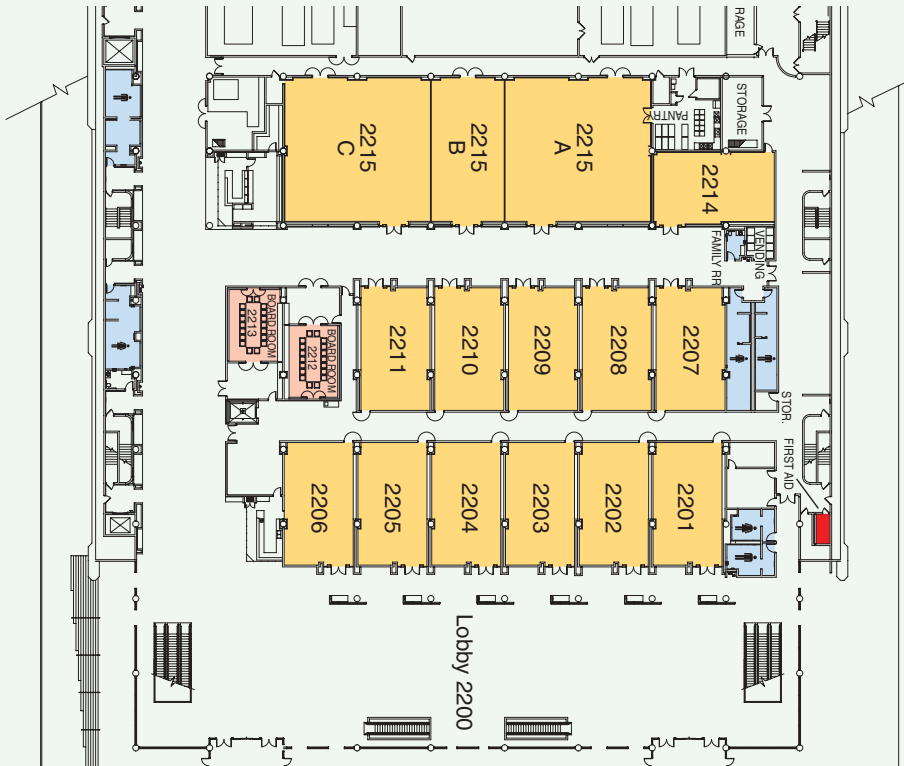 RAGE
STORAGE
PANTRY
2215
A
2215
B
2215
C
2214
VENDING
FAMILY RR
BOARD ROOM
2213
BOARD ROOM
2212
2211
2210
2209
2208
2207
STOR.
FIRST AID
2206
2205
2204
2203
2202
2201
Lobby 2200